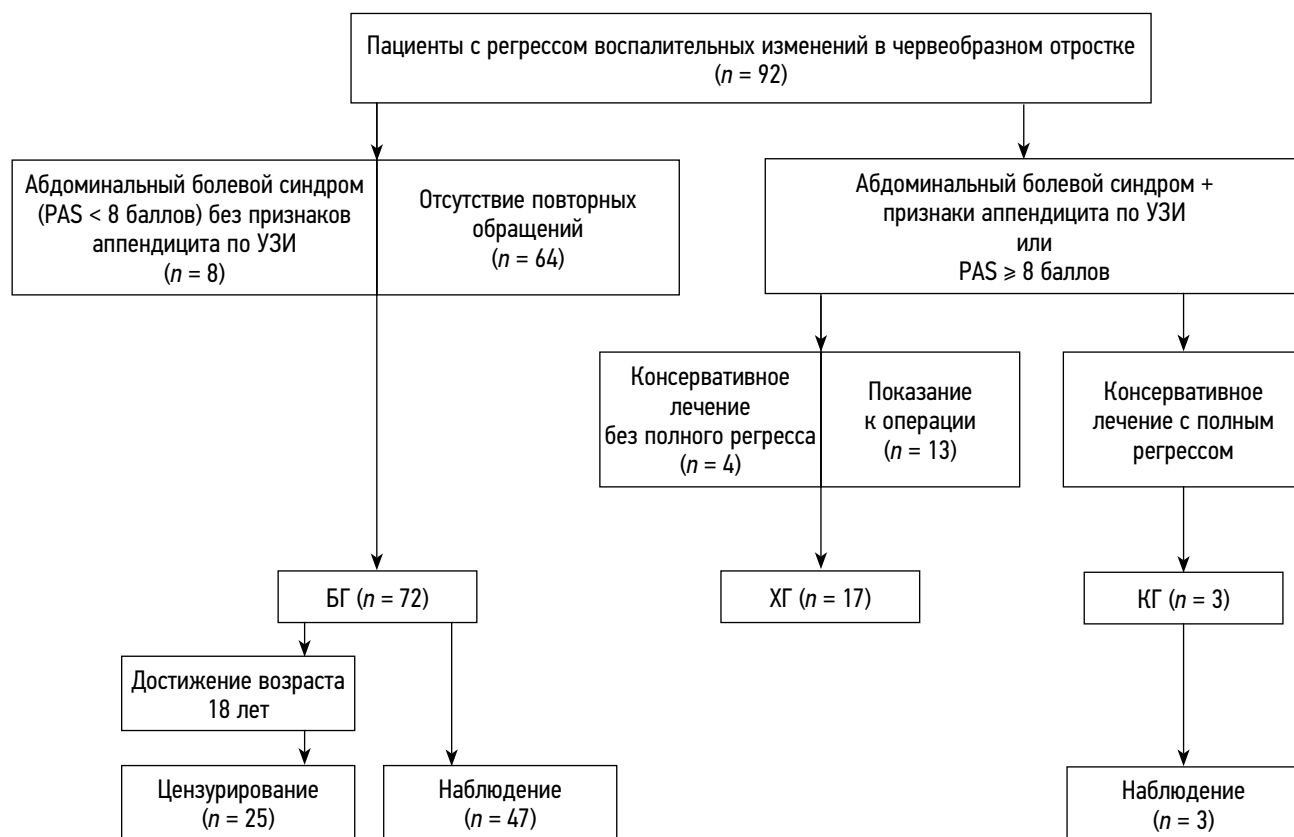 Пациенты с регрессом воспалительных изменений в червеобразном отростке
(n = 92)
Абдоминальный болевой синдром
(PAS < 8 баллов) без признаков
аппендицита по УЗИ
(n = 8)
Отсутствие повторных
обращений
(n = 64)
Абдоминальный болевой синдром +
признаки аппендицита по УЗИ
или
PAS ⩾ 8 баллов
Консервативное
лечение
без полного регресса
(n = 4)
Показание
к операции
(n = 13)
Консервативное
лечение с полным
регрессом
БГ (n = 72)
ХГ (n = 17)
КГ (n = 3)
Достижение возраста
18 лет
Цензурирование
(n = 25)
Наблюдение
(n = 47)
Наблюдение
(n = 3)